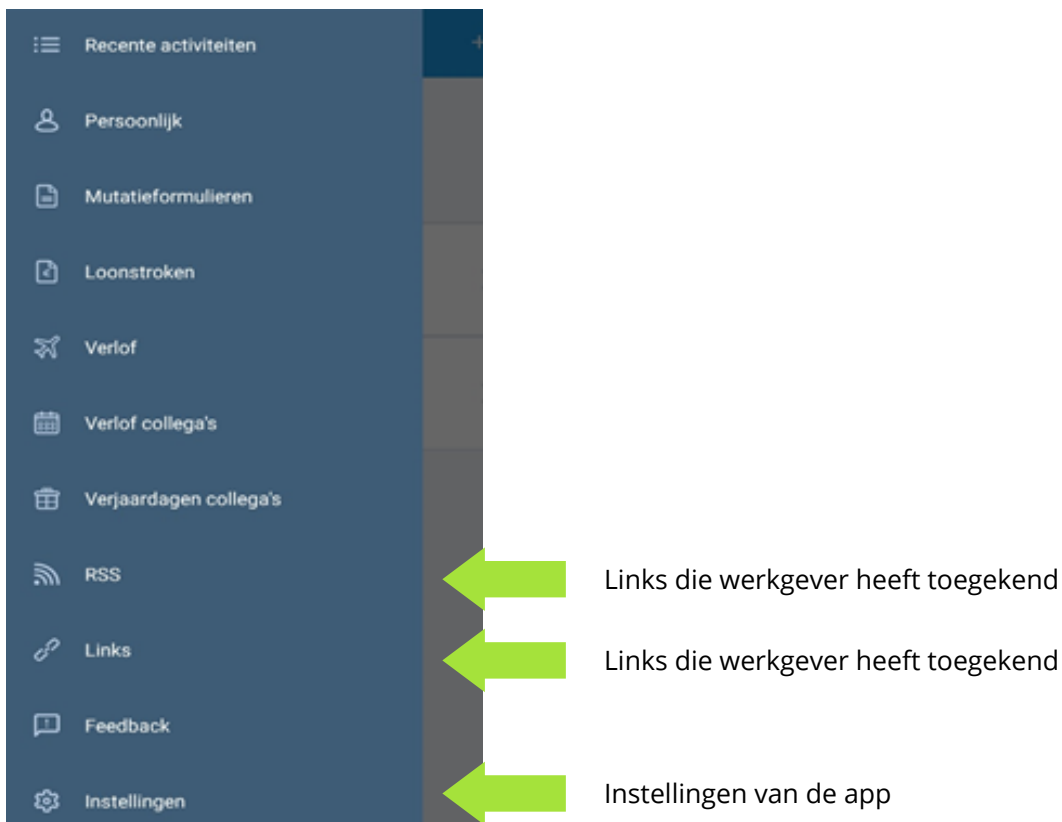 Recente activiteiten
Persoonlijk
Mutatieformulieren
Loonstroken
Verlof
Verlof collega's
Verjaardagen collega's
RSS
Links die werkgever heeft toegekend
Links
Links die werkgever heeft toegekend
Feedback
Instellingen
Instellingen van de app